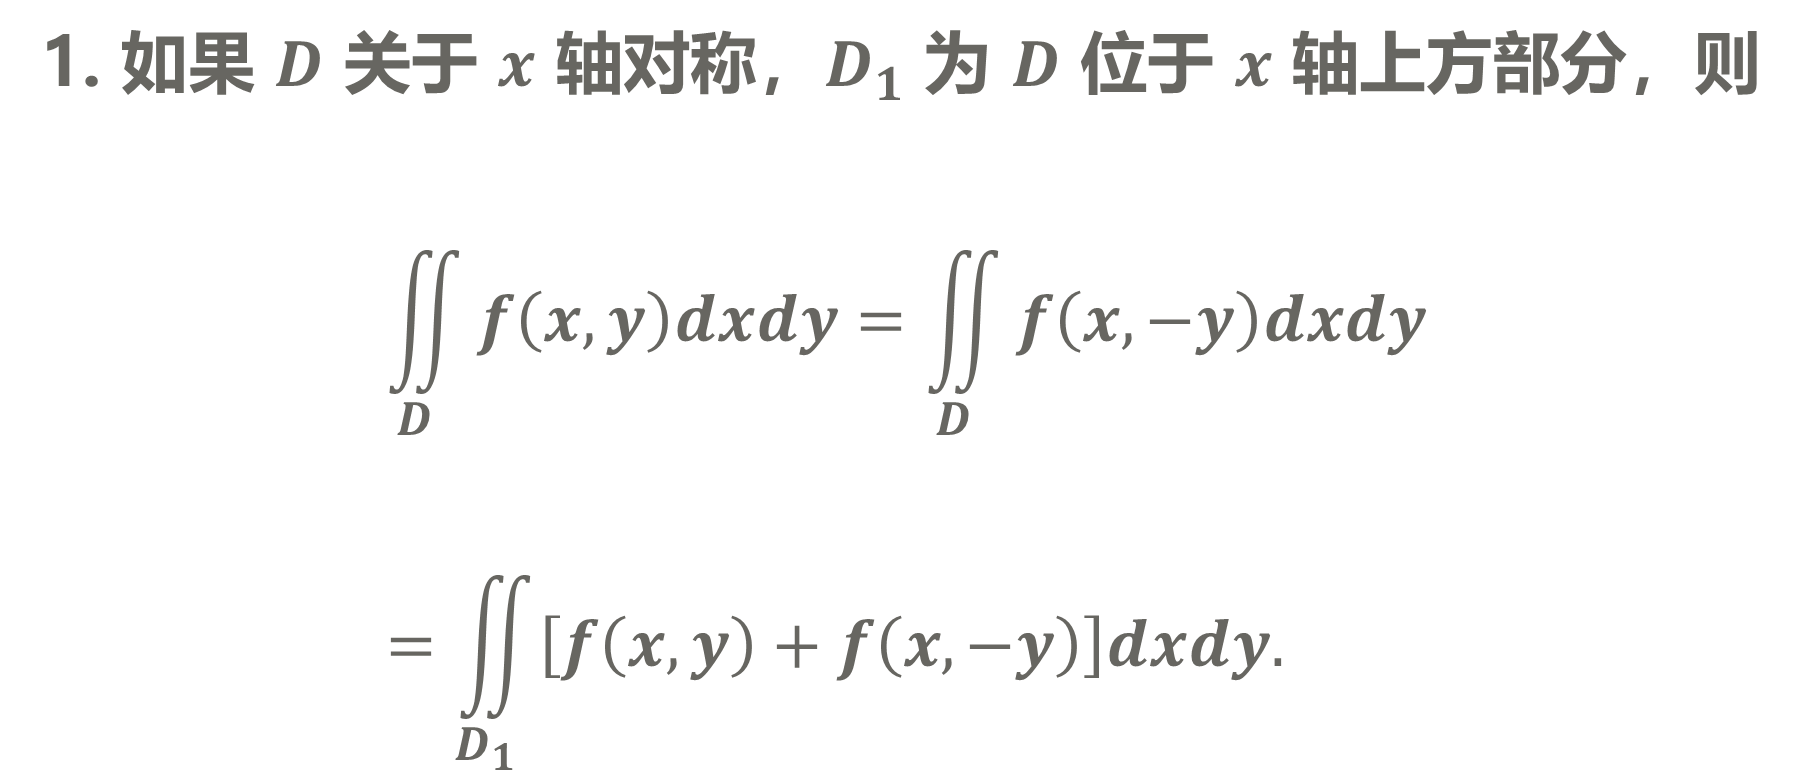 1. 如果 D 关于 x 轴对称，D₁ 为 D 位于 x 轴上方部分，则
∬_D f(x, y)dxdy = ∬_D f(x, −y)dxdy
= ∬_{D₁} [f(x, y) + f(x, −y)]dxdy.